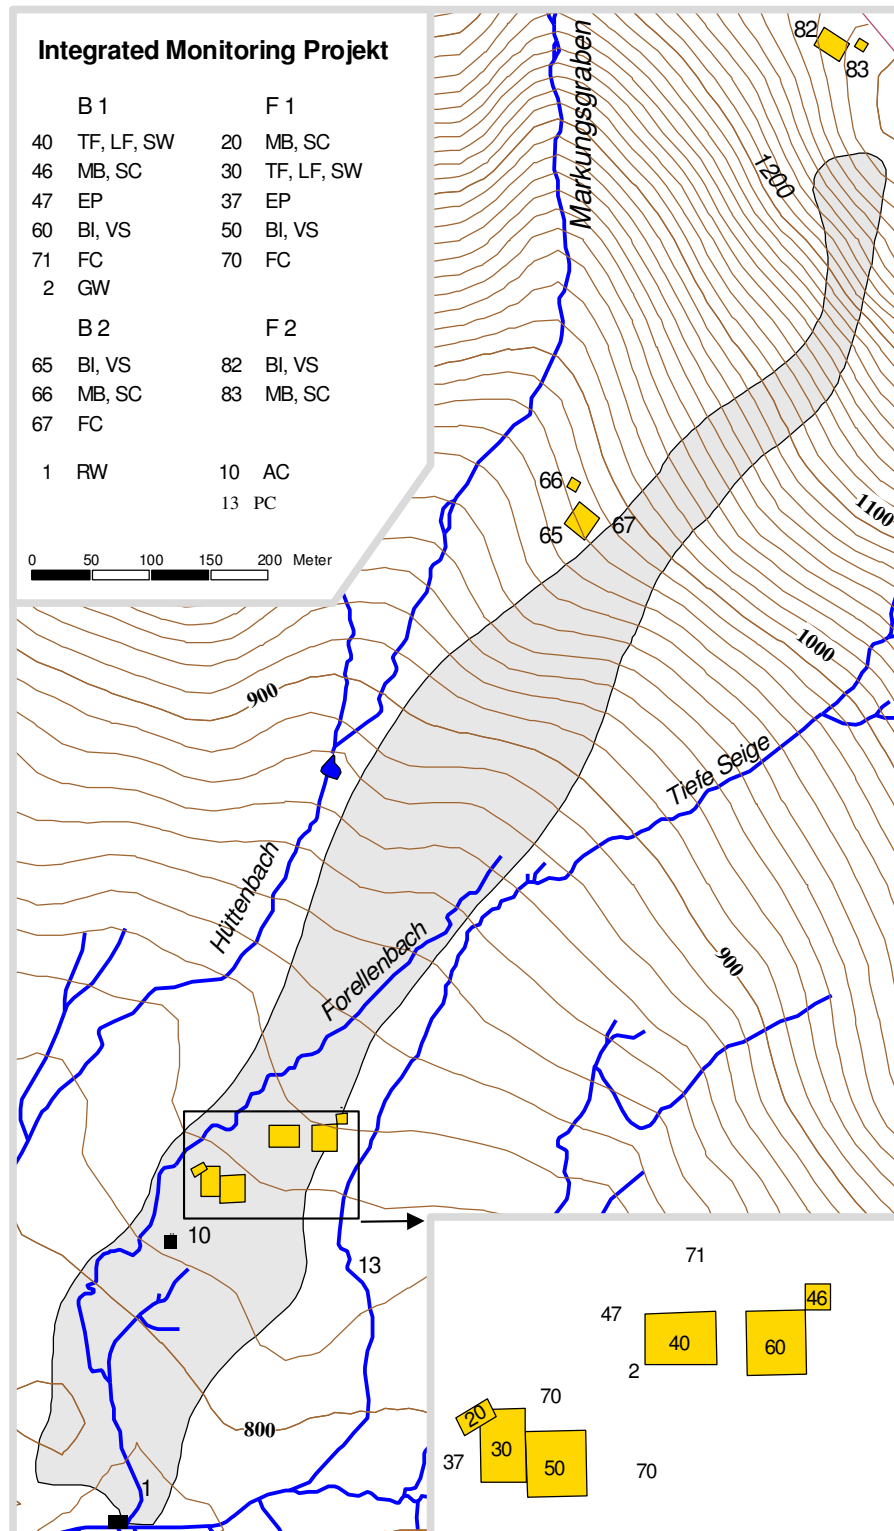 Integrated Monitoring Projekt
B 1
40 TF, LF, SW
46 MB, SC
47 EP
60 BI, VS
71 FC
2 GW
F 1
20 MB, SC
30 TF, LF, SW
37 EP
50 BI, VS
70 FC
B 2
65 BI, VS
66 MB, SC
67 FC
F 2
82 BI, VS
83 MB, SC
1 RW
10 AC
13 PC
0 50 100 150 200 Meter
Markungsgraben
82
83
1200
66
65
67
1100
1000
900
Tiefe Seige
Hüttenbach
Forellenbach
900
10
13
800
1
71
47
46
40
60
2
70
20
30
37
50
70